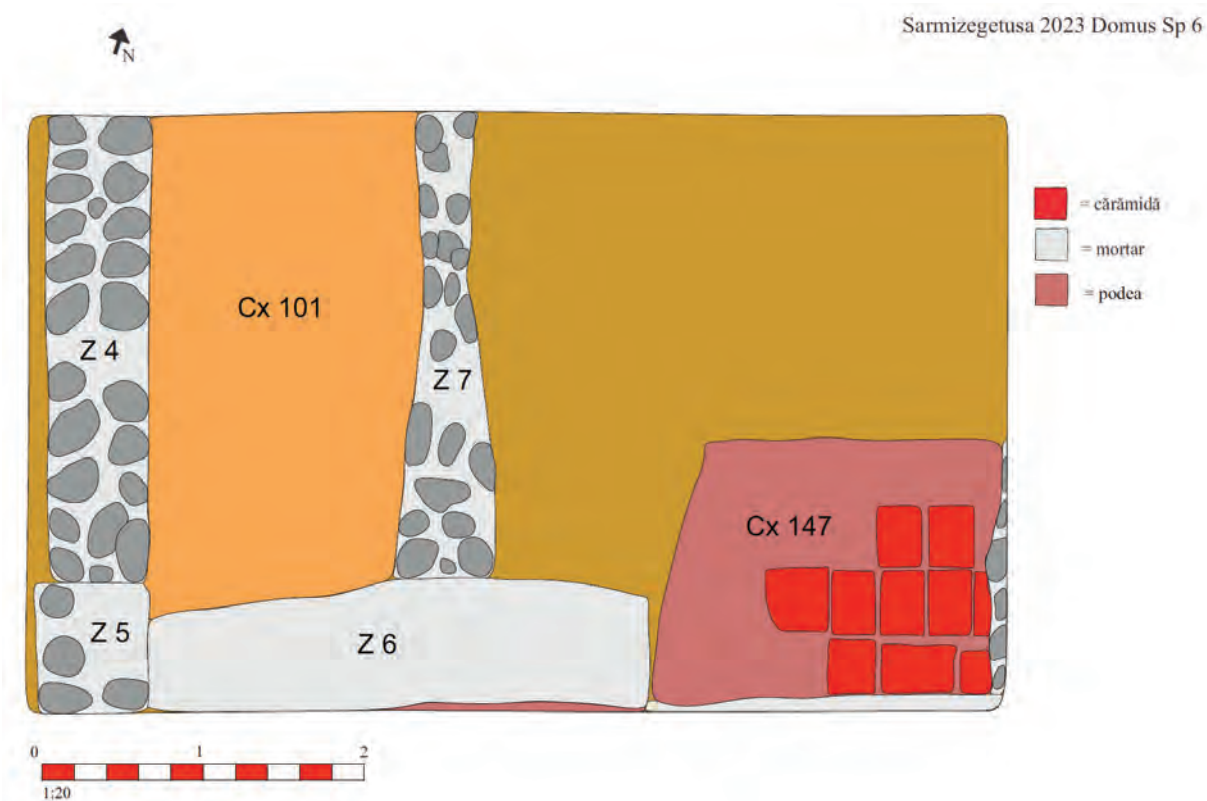 Sarmizegetusa 2023 Domus Sp 6
N
= cărămidă
= mortar
= podea
Cx 101
Z 4
Z 7
Cx 147
Z 5
Z 6
0 1 2
1:20